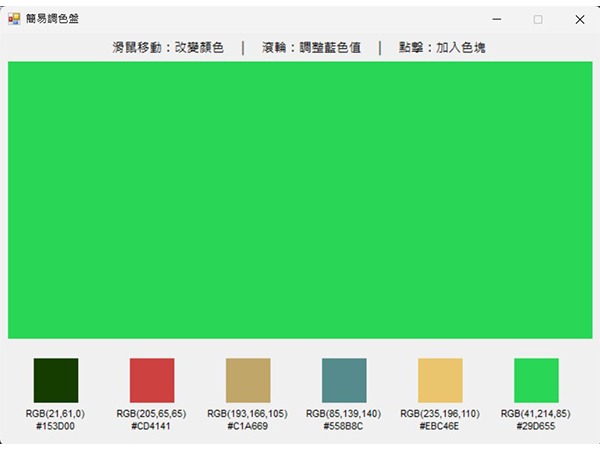 簡易調色盤
滑鼠移動：改變顏色 | 滾輪：調整藍色值 | 點擊：加入色塊
RGB(21,61,0) RGB(205,65,65) RGB(193,166,105) RGB(85,139,140) RGB(235,196,110) RGB(41,214,85)
#153D00 #CD4141 #C1A669 #558B8C #EBC46E #29D655